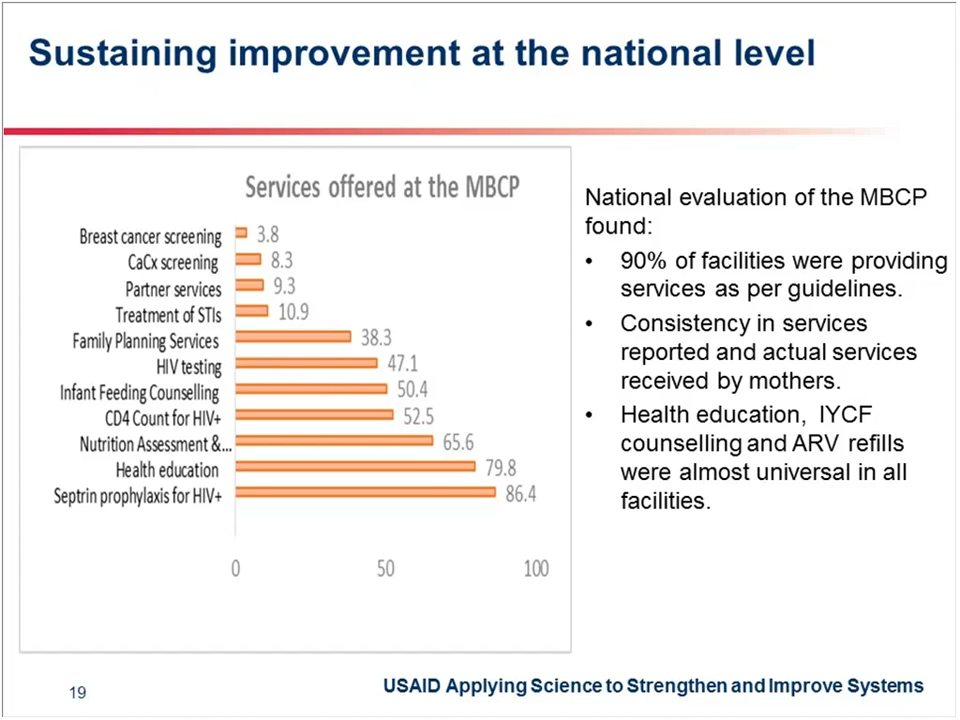 Sustaining improvement at the national level
Services offered at the MBCP
Breast cancer screening 3.8
CaCx screening 8.3
Partner services 9.3
Treatment of STIs 10.9
Family Planning Services 38.3
HIV testing 47.1
Infant Feeding Counselling 50.4
CD4 Count for HIV+ 52.5
Nutrition Assessment &... 65.6
Health education 79.8
Septrin prophylaxis for HIV+ 86.4
0 50 100
National evaluation of the MBCP
found:
• 90% of facilities were providing
services as per guidelines.
• Consistency in services
reported and actual services
received by mothers.
• Health education, IYCF
counselling and ARV refills
were almost universal in all
facilities.
19
USAID Applying Science to Strengthen and Improve Systems